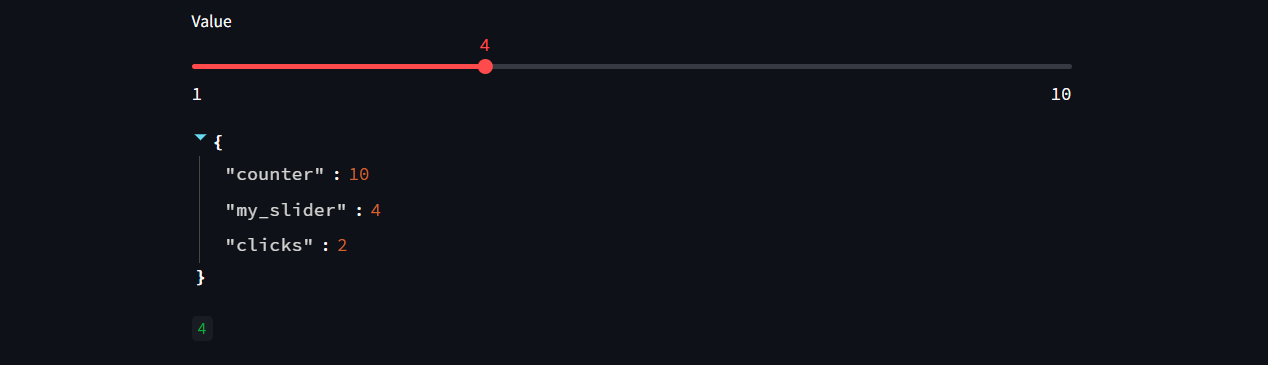 Value
4
1 10
{
"counter" : 10
"my_slider" : 4
"clicks" : 2
}
4